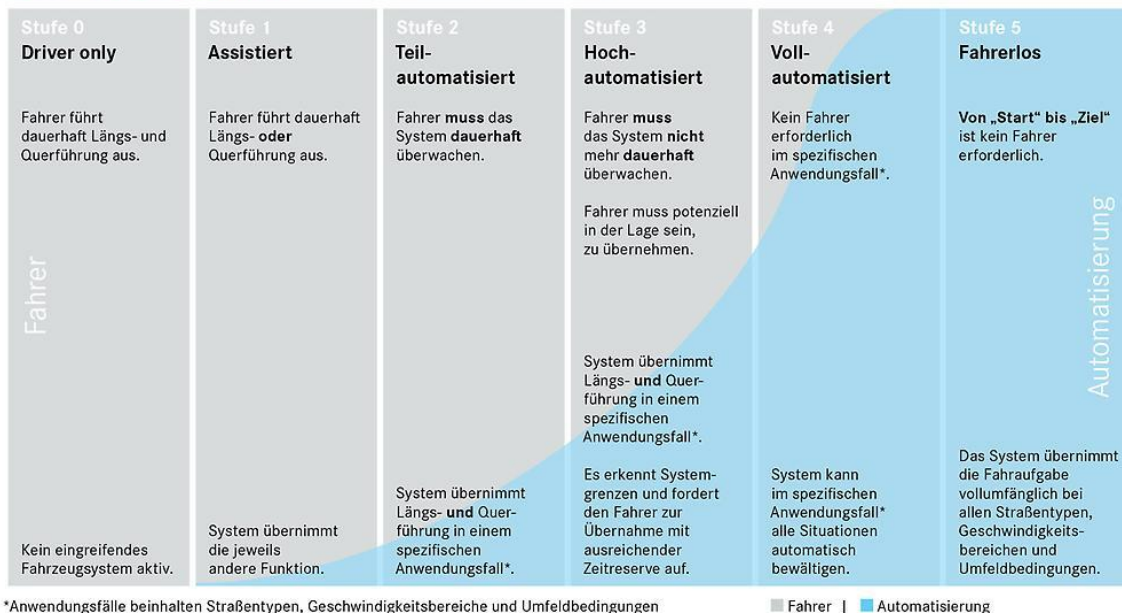 Stufe 0
Driver only
Fahrer führt
dauerhaft Längs- und
Querführung aus.
Kein eingreifendes
Fahrzeugsystem aktiv.
Stufe 1
Assistiert
Fahrer führt dauerhaft
Längs- oder
Querführung aus.
System übernimmt
die jeweils
andere Funktion.
Stufe 2
Teil-
automatisiert
Fahrer muss das
System dauerhaft
überwachen.
System übernimmt
Längs- und Quer-
führung in einem
spezifischen
Anwendungsfall*.
Stufe 3
Hoch-
automatisiert
Fahrer muss
das System nicht
mehr dauerhaft
überwachen.
Fahrer muss potenziell
in der Lage sein,
zu übernehmen.
System übernimmt
Längs- und Quer-
führung in einem
spezifischen
Anwendungsfall*.
Es erkennt System-
grenzen und fordert
den Fahrer zur
Übernahme mit
ausreichender
Zeitreserve auf.
Stufe 4
Voll-
automatisiert
Kein Fahrer
erforderlich
im spezifischen
Anwendungsfall*.
System kann
im spezifischen
Anwendungsfall*
alle Situationen
automatisch
bewältigen.
Stufe 5
Fahrerlos
Von „Start“ bis „Ziel“
ist kein Fahrer
erforderlich.
Das System übernimmt
die Fahraufgabe
vollumfänglich bei
allen Straßentypen,
Geschwindigkeits-
bereichen und
Umfeldbedingungen.
Fahrer
Automatisierung
*Anwendungsfälle beinhalten Straßentypen, Geschwindigkeitsbereiche und Umfeldbedingungen
Fahrer | Automatisierung